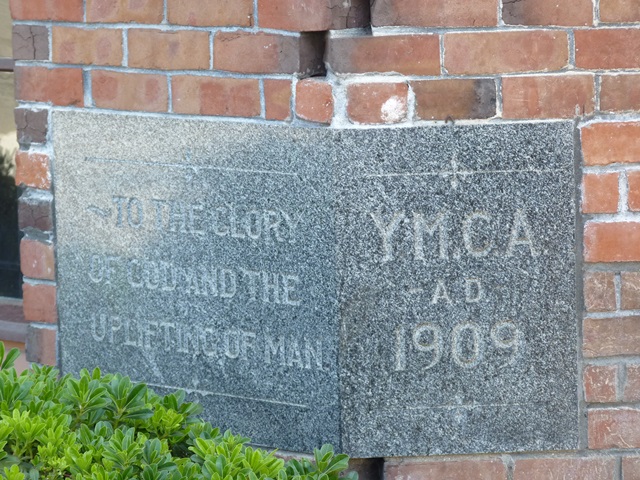 ~TO THE GLORY
OF GOD AND THE
UPLIFTING OF MAN
Y.M.C.A
- A.D.
1909